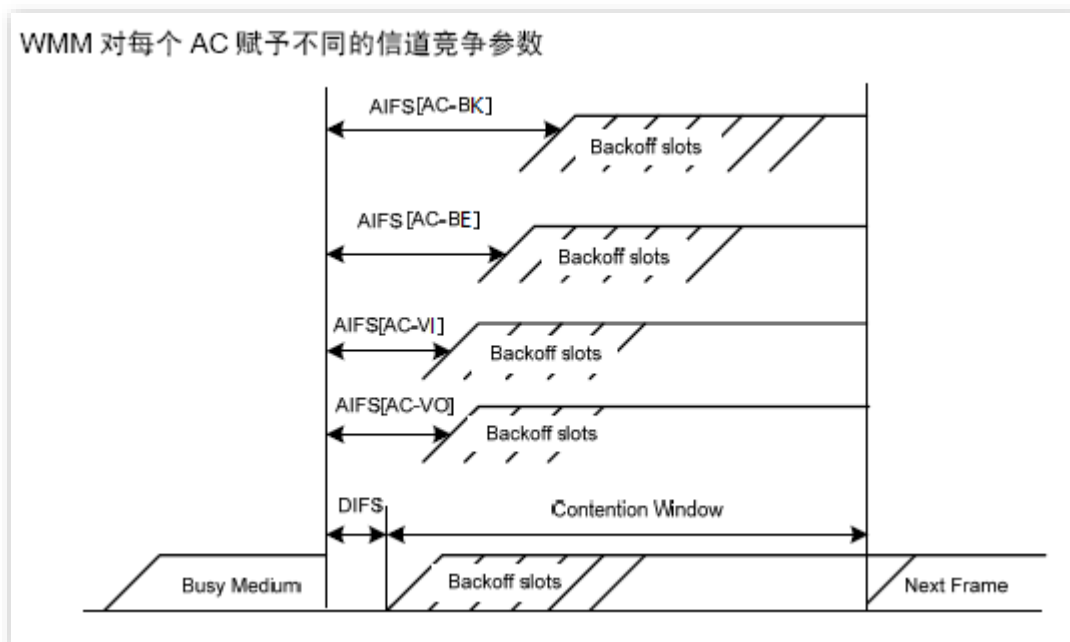 WMM 对每个 AC 赋予不同的信道竞争参数
AIFS[AC-BK]
Backoff slots
AIFS [AC-BE]
Backoff slots
AIFS[AC-VI]
Backoff slots
AIFS[AC-VO]
Backoff slots
DIFS
Contention Window
Busy Medium
Backoff slots
Next Frame